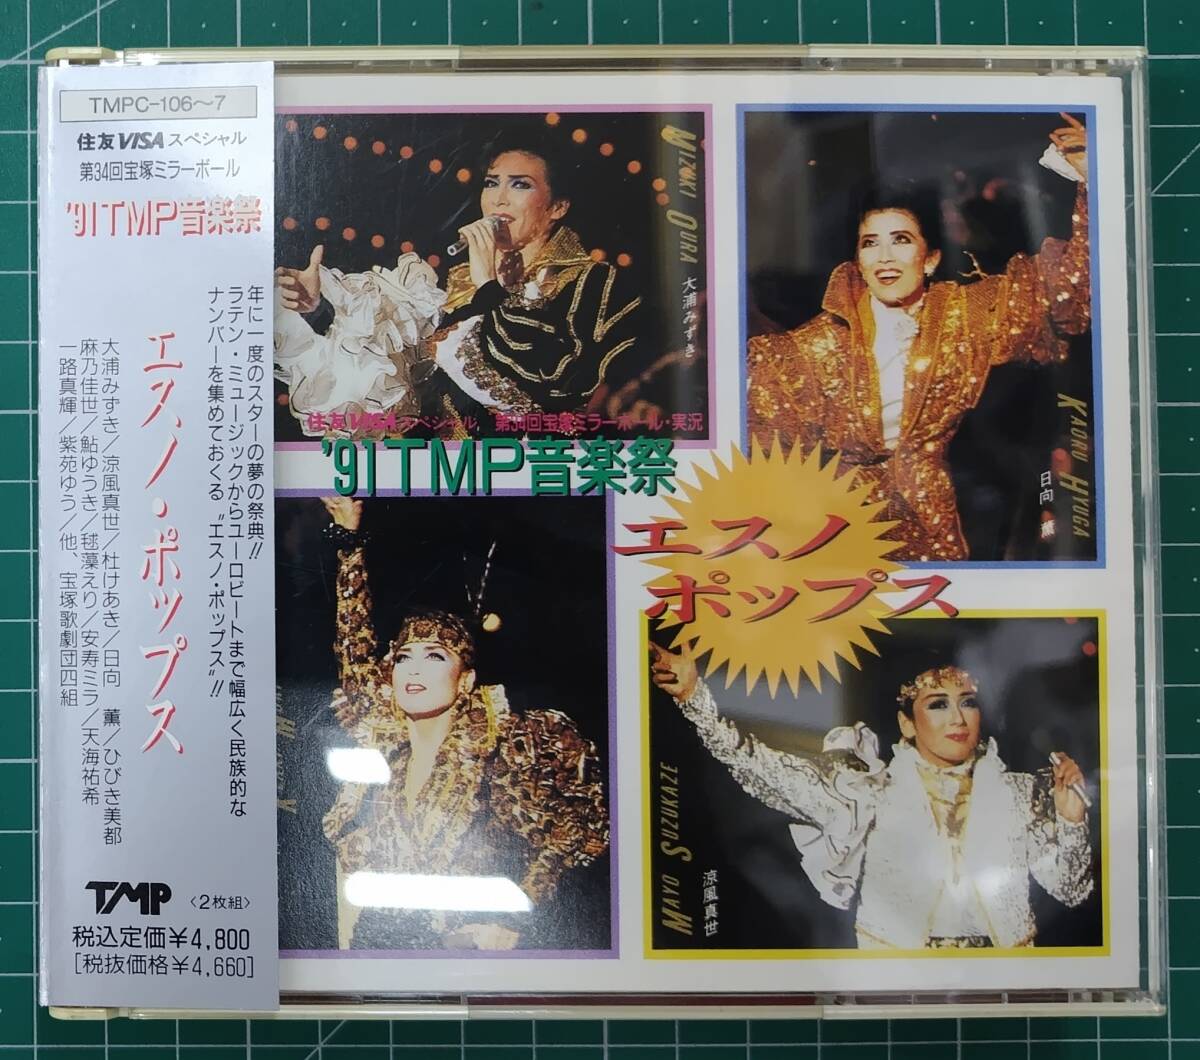 TMPC-106〜7
住友VISAスペシャル
第34回宝塚ミラーボール
'91TMP音楽祭
エスノ・ポップス
年に一度のスターの夢の祭典!!
ラテン・ミュージックからユーロビートまで幅広く民族的な
ナンバーを集めておくる“エスノ・ポップス”!!
大浦みずき/涼風真世/杜けあき/日向 薫/ひびき美都
麻乃佳世/鮎ゆうき/毬藻えり/安寿ミラ/天海祐希
一路真輝/紫苑ゆう/他、宝塚歌劇団四組
TMP
〈2枚組〉
税込定価¥4,800
[税抜価格¥4,660]
MIZUKI OURA
大浦みずき
KAORU HYUGA
日向 薫
住友VISAスペシャル 第34回宝塚ミラーボール・実況
'91TMP音楽祭
エスノ
ポップス
MAYO SUZUKAZE
涼風真世